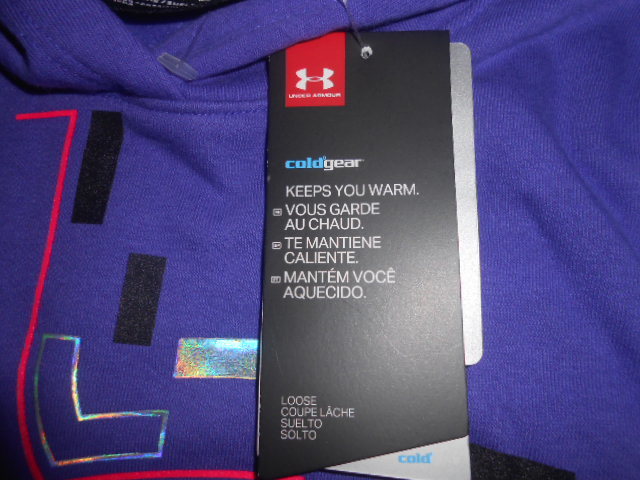 UNDER ARMOUR
coldgear
KEEPS YOU WARM.
VOUS GARDE
AU CHAUD.
TE MANTIENE
CALIENTE.
MANTÉM VOCÊ
AQUECIDO.
LOOSE
COUPE LÂCHE
SUELTO
SOLTO
cold